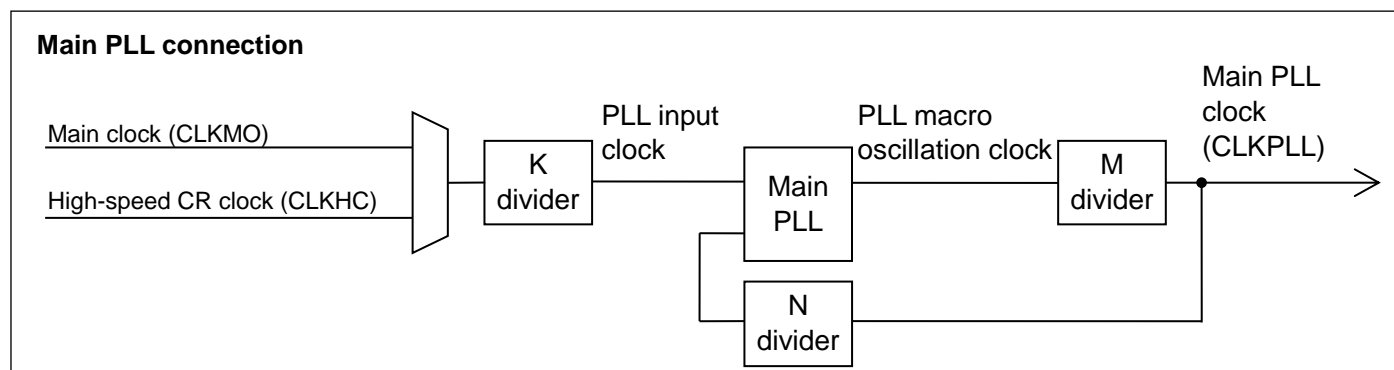 Main PLL connection
Main clock (CLKMO)
High-speed CR clock (CLKHC)
K
divider
PLL input
clock
Main
PLL
N
divider
PLL macro
oscillation clock
M
divider
Main PLL
clock
(CLKPLL)